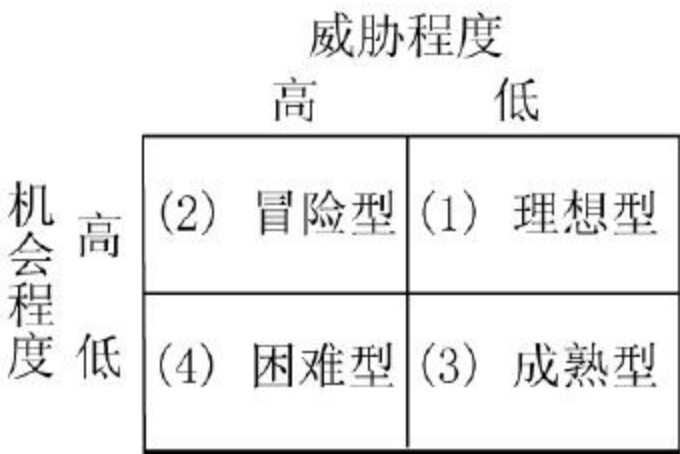 威胁程度
高 低
机会程度
高 (2) 冒险型 (1) 理想型
低 (4) 困难型 (3) 成熟型